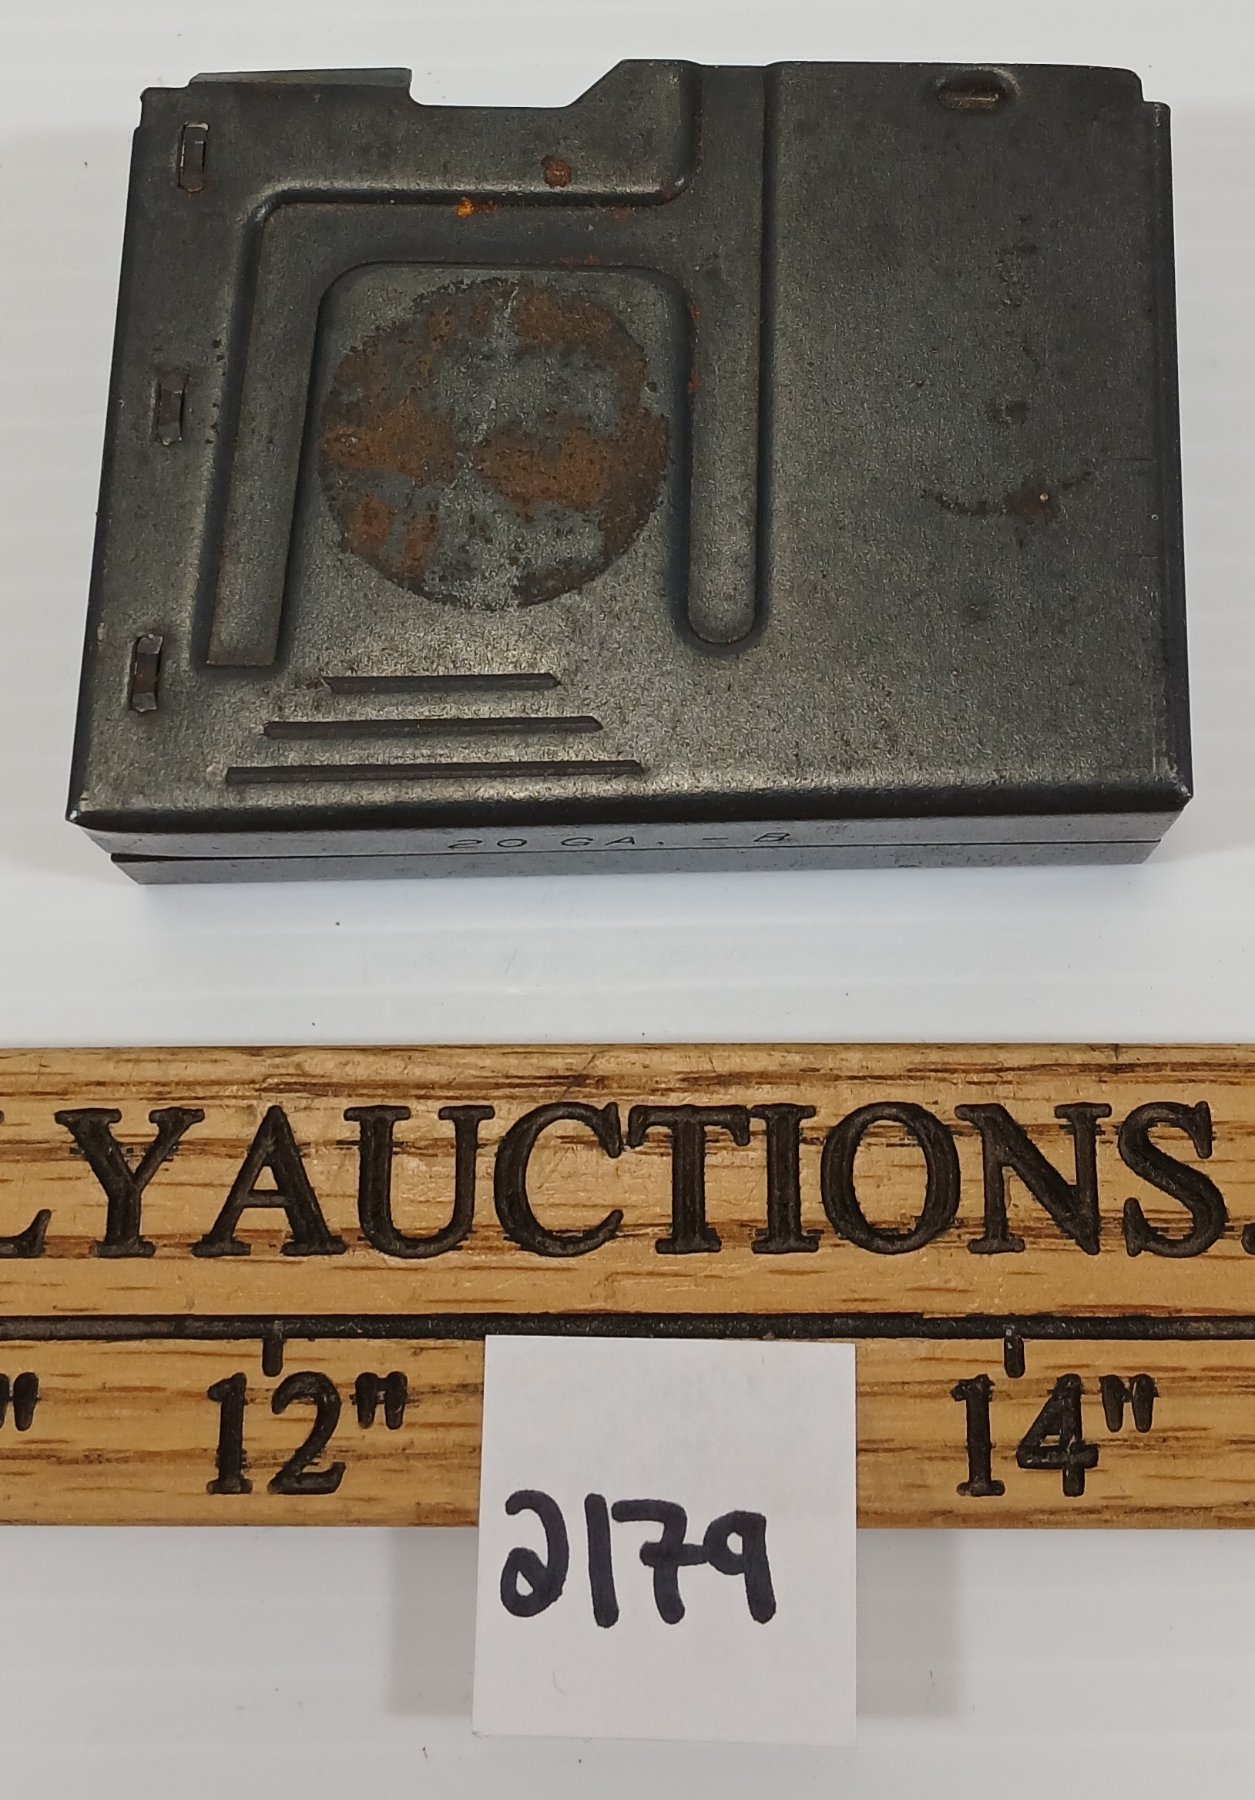 20 GA. - B
LYAUCTIONS.
" 12" 14"
2179